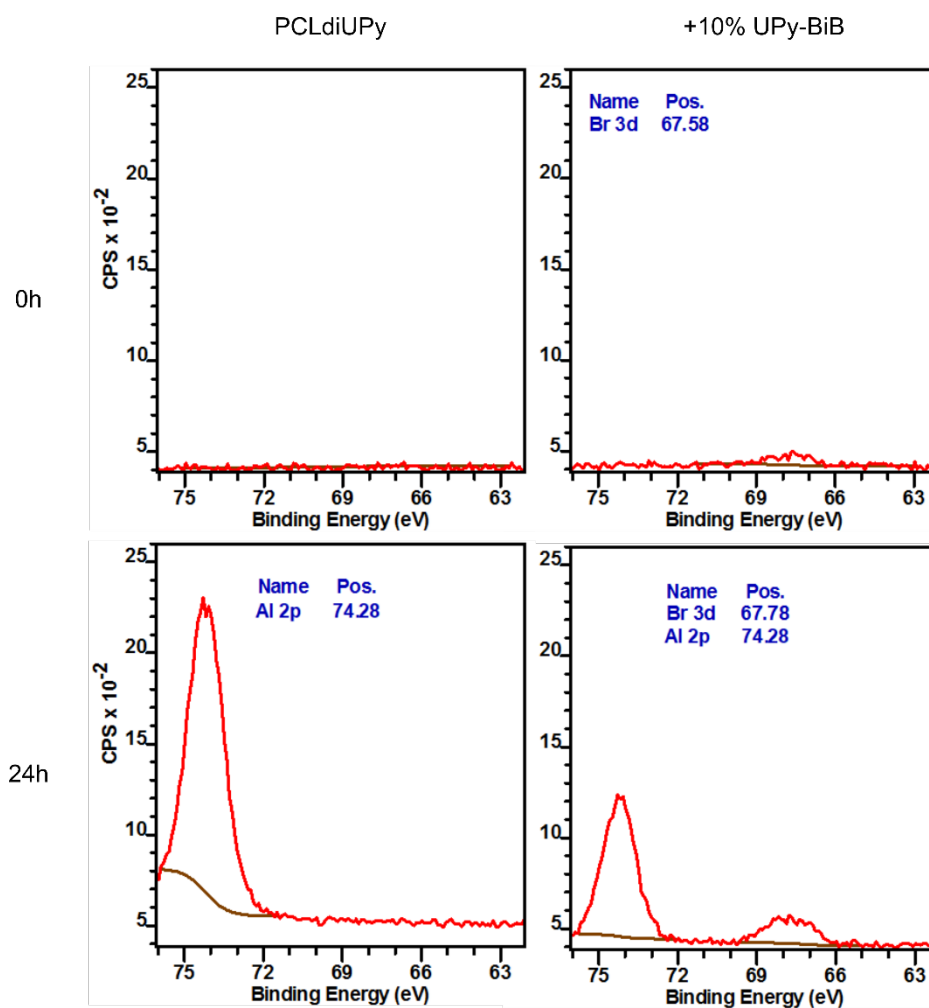 PCLdiUPy
+10% UPy-BiB
0h
CPS x 10-2
25
20
15
10
5
75 72 69 66 63
Binding Energy (eV)
Name Pos.
Br 3d 67.58
25
20
15
10
5
75 72 69 66 63
Binding Energy (eV)
24h
CPS x 10-2
25
20
15
10
5
Name Pos.
Al 2p 74.28
75 72 69 66 63
Binding Energy (eV)
25
20
15
10
5
Name Pos.
Br 3d 67.78
Al 2p 74.28
75 72 69 66 63
Binding Energy (eV)